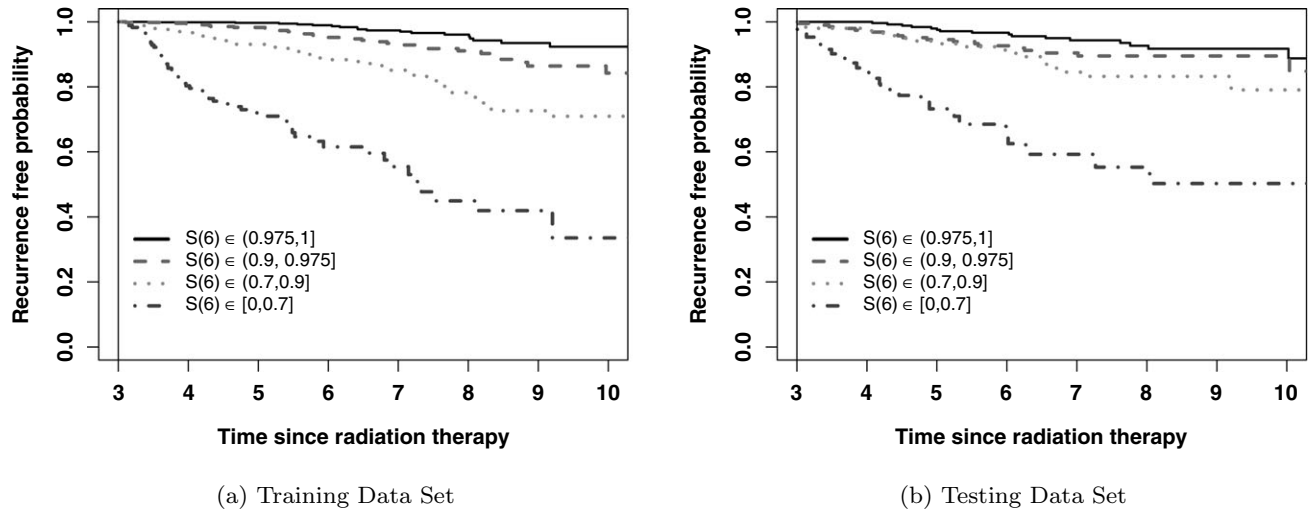 Recurrence free probability
1.0
0.8
0.6
0.4
0.2
0.0
S(6) ∈ (0.975,1]
S(6) ∈ (0.9, 0.975]
S(6) ∈ (0.7,0.9]
S(6) ∈ [0,0.7]
3 4 5 6 7 8 9 10
Time since radiation therapy
(a) Training Data Set
Recurrence free probability
1.0
0.8
0.6
0.4
0.2
0.0
S(6) ∈ (0.975,1]
S(6) ∈ (0.9, 0.975]
S(6) ∈ (0.7,0.9]
S(6) ∈ [0,0.7]
3 4 5 6 7 8 9 10
Time since radiation therapy
(b) Testing Data Set